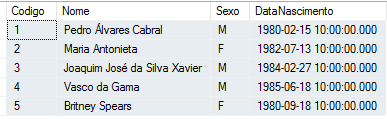 Codigo Nome Sexo DataNascimento
1 Pedro Álvares Cabral M 1980-02-15 10:00:00.000
2 Maria Antonieta F 1982-07-13 10:00:00.000
3 Joaquim José da Silva Xavier M 1984-02-27 10:00:00.000
4 Vasco da Gama M 1985-06-18 10:00:00.000
5 Britney Spears F 1980-09-18 10:00:00.000